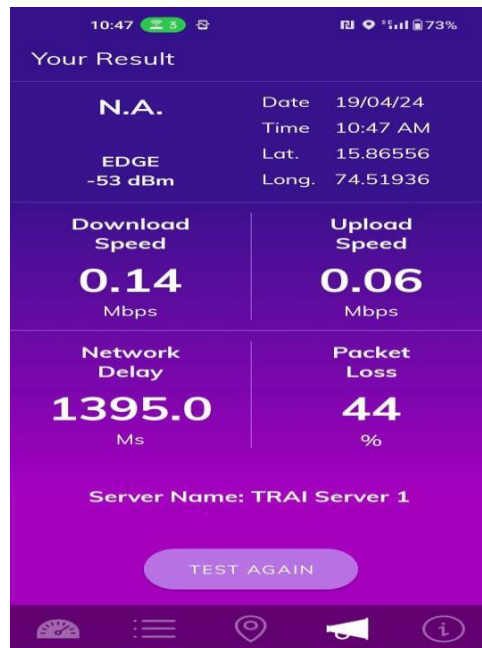 10:47 3 73%
Your Result
N.A.
EDGE
-53 dBm
Date 19/04/24
Time 10:47 AM
Lat. 15.86556
Long. 74.51936
Download
Speed
0.14
Mbps
Upload
Speed
0.06
Mbps
Network
Delay
1395.0
Ms
Packet
Loss
44
%
Server Name: TRAI Server 1
TEST AGAIN